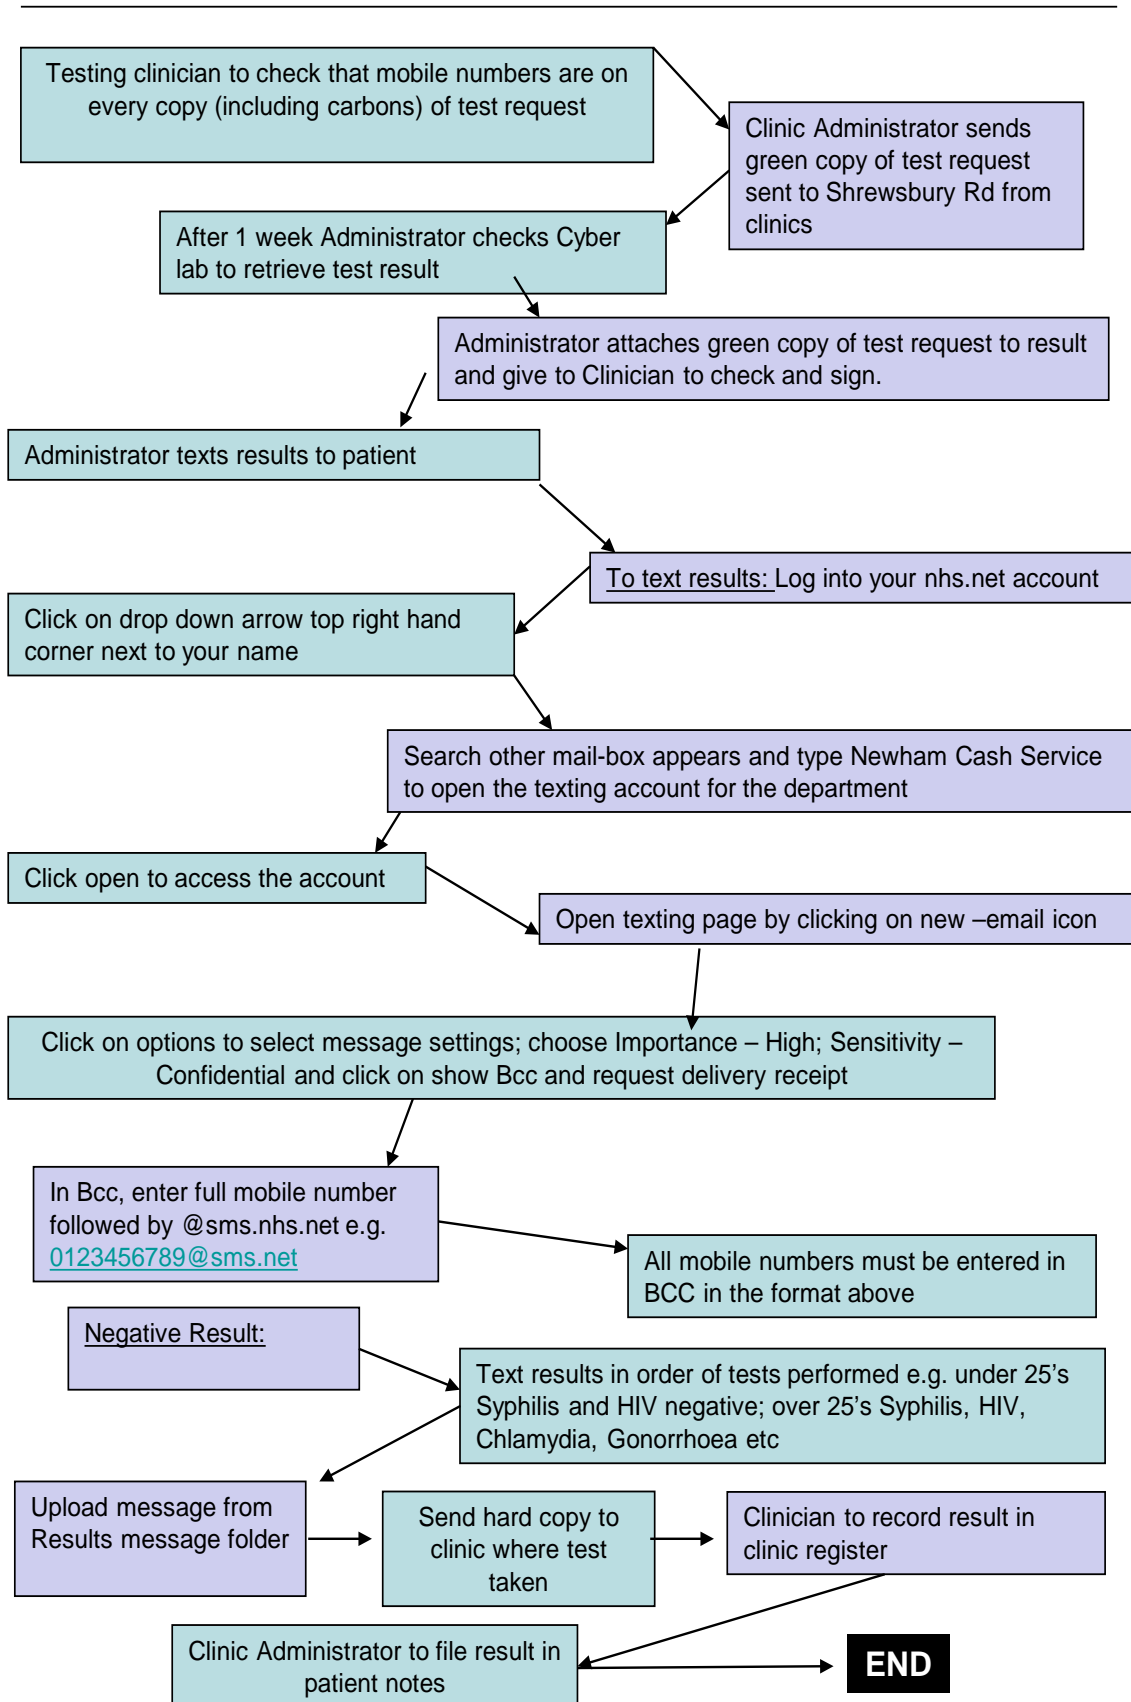 Testing clinician to check that mobile numbers are on
every copy (including carbons) of test request
Clinic Administrator sends
green copy of test request
sent to Shrewsbury Rd from
clinics
After 1 week Administrator checks Cyber
lab to retrieve test result
Administrator attaches green copy of test request to result
and give to Clinician to check and sign.
Administrator texts results to patient
To text results: Log into your nhs.net account
Click on drop down arrow top right hand
corner next to your name
Search other mail-box appears and type Newham Cash Service
to open the texting account for the department
Click open to access the account
Open texting page by clicking on new –email icon
Click on options to select message settings; choose Importance – High; Sensitivity –
Confidential and click on show Bcc and request delivery receipt
In Bcc, enter full mobile number
followed by @sms.nhs.net e.g.
0123456789@sms.net
All mobile numbers must be entered in
BCC in the format above
Negative Result:
Text results in order of tests performed e.g. under 25’s
Syphilis and HIV negative; over 25’s Syphilis, HIV,
Chlamydia, Gonorrhoea etc
Upload message from
Results message folder
Send hard copy to
clinic where test
taken
Clinician to record result in
clinic register
Clinic Administrator to file result in
patient notes
END